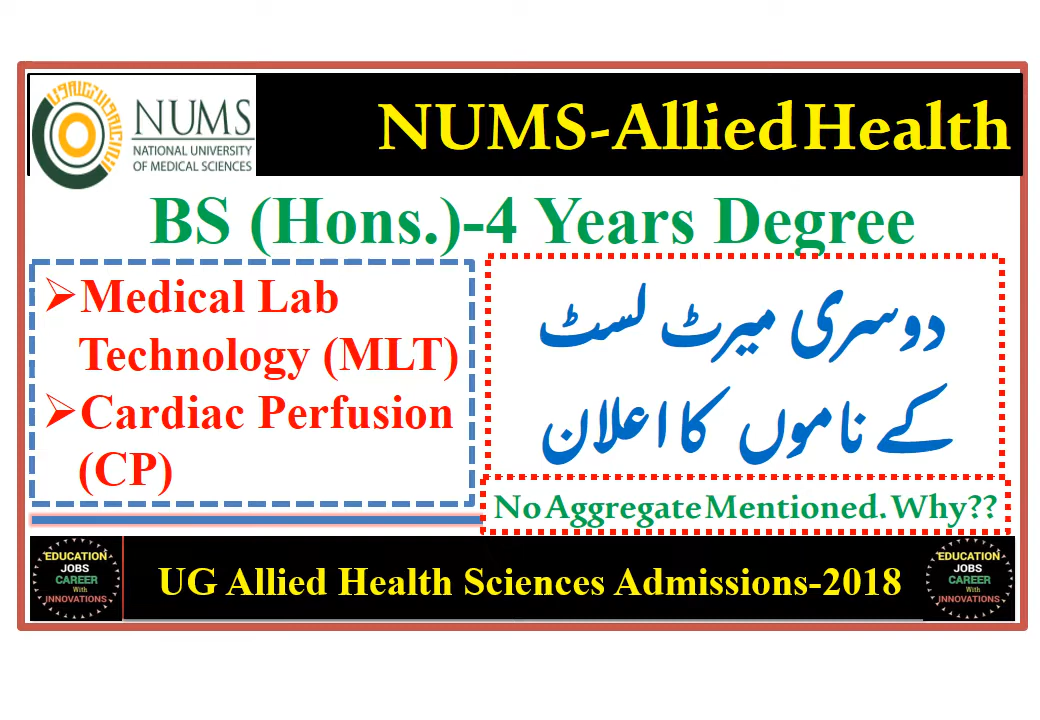 NUMS
NATIONAL UNIVERSITY
OF MEDICAL SCIENCES
NUMS-Allied Health
BS (Hons.)-4 Years Degree
➢Medical Lab
Technology (MLT)
➢Cardiac Perfusion
(CP)
دوسری میرٹ لسٹ
کے ناموں کا اعلان
No Aggregate Mentioned. Why??
EDUCATION
JOBS
CAREER
With
INNOVATIONS
UG Allied Health Sciences Admissions-2018
EDUCATION
JOBS
CAREER
With
INNOVATIONS